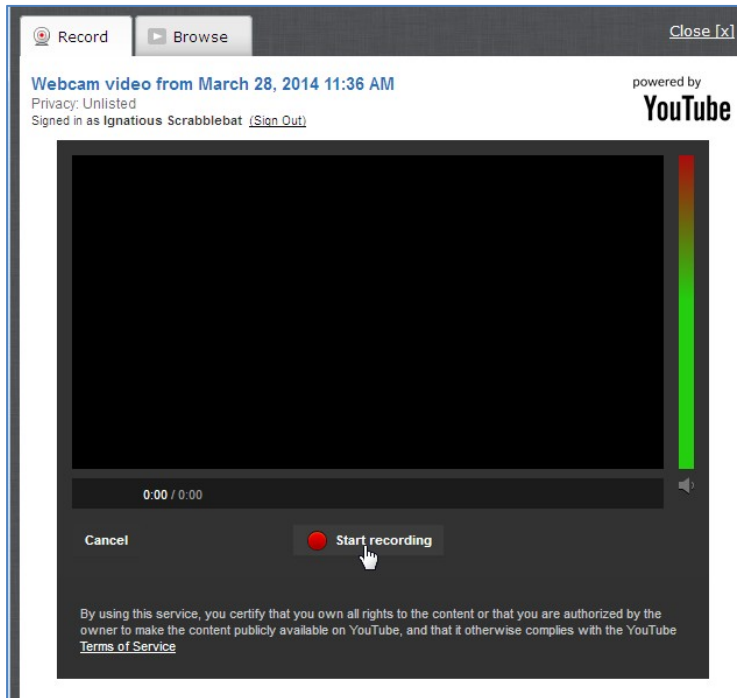 Record
Browse
Close [x]
Webcam video from March 28, 2014 11:36 AM
Privacy: Unlisted
Signed in as Ignatious Scrabblebat (Sign Out)
powered by
YouTube
0:00 / 0:00
Cancel
Start recording
By using this service, you certify that you own all rights to the content or that you are authorized by the
owner to make the content publicly available on YouTube, and that it otherwise complies with the YouTube
Terms of Service